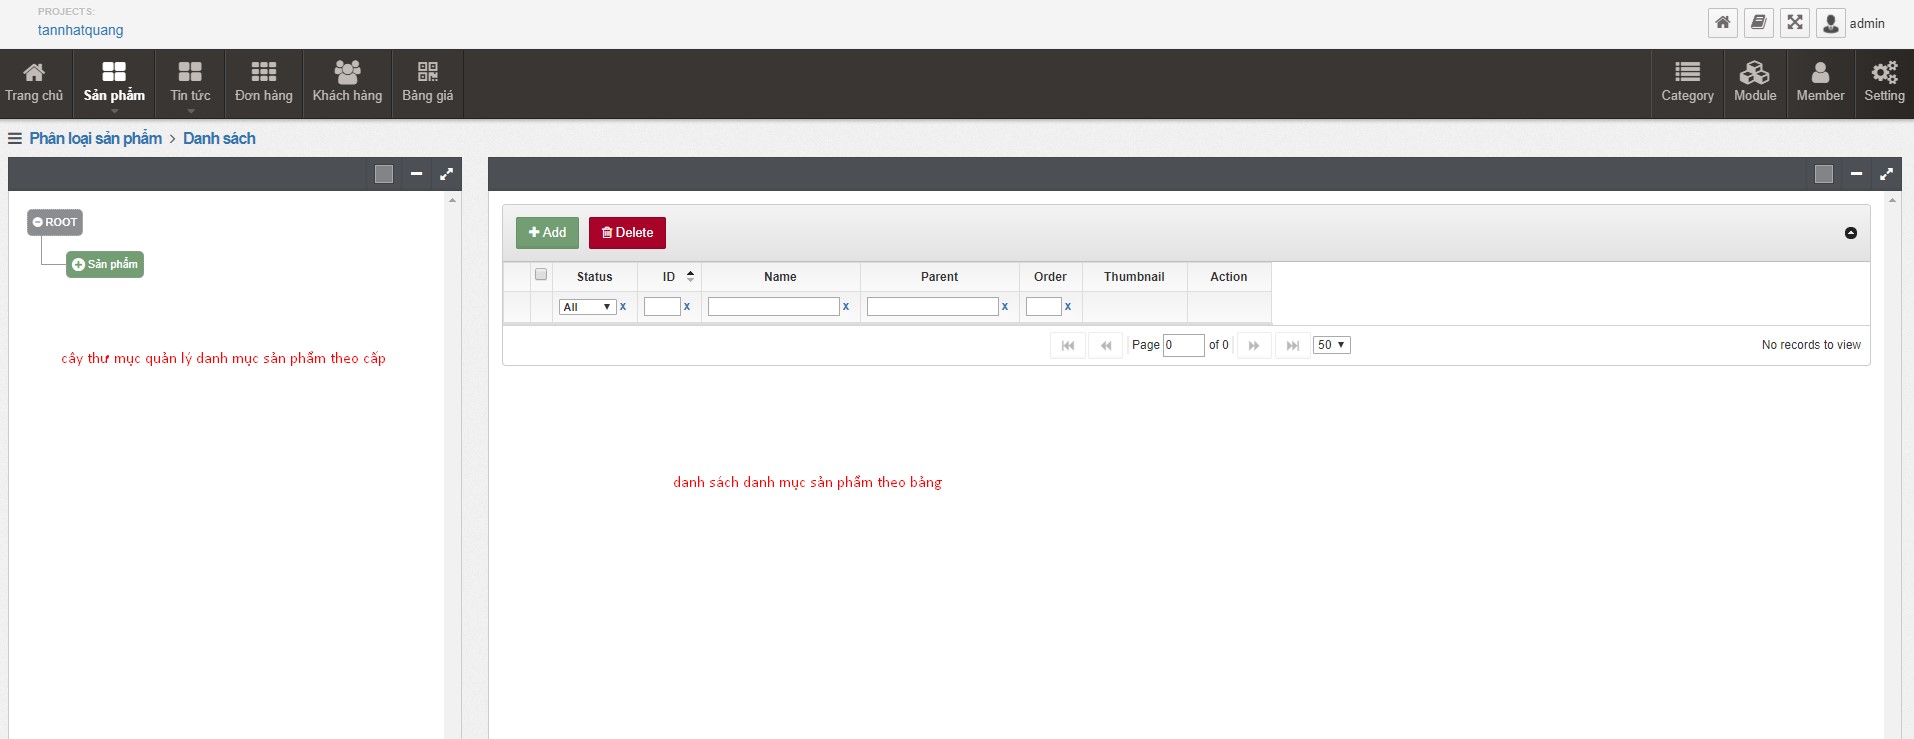 PROJECTS:
tannhatquang
admin
Trang chủ
Sản phẩm
Tin tức
Đơn hàng
Khách hàng
Bảng giá
Category
Module
Member
Setting
Phân loại sản phẩm > Danh sách
ROOT
Sản phẩm
cây thư mục quản lý danh mục sản phẩm theo cấp
Add
Delete
Status ID Name Parent Order Thumbnail Action
All x x x x x
Page 0 of 0 50 No records to view
danh sách danh mục sản phẩm theo bảng